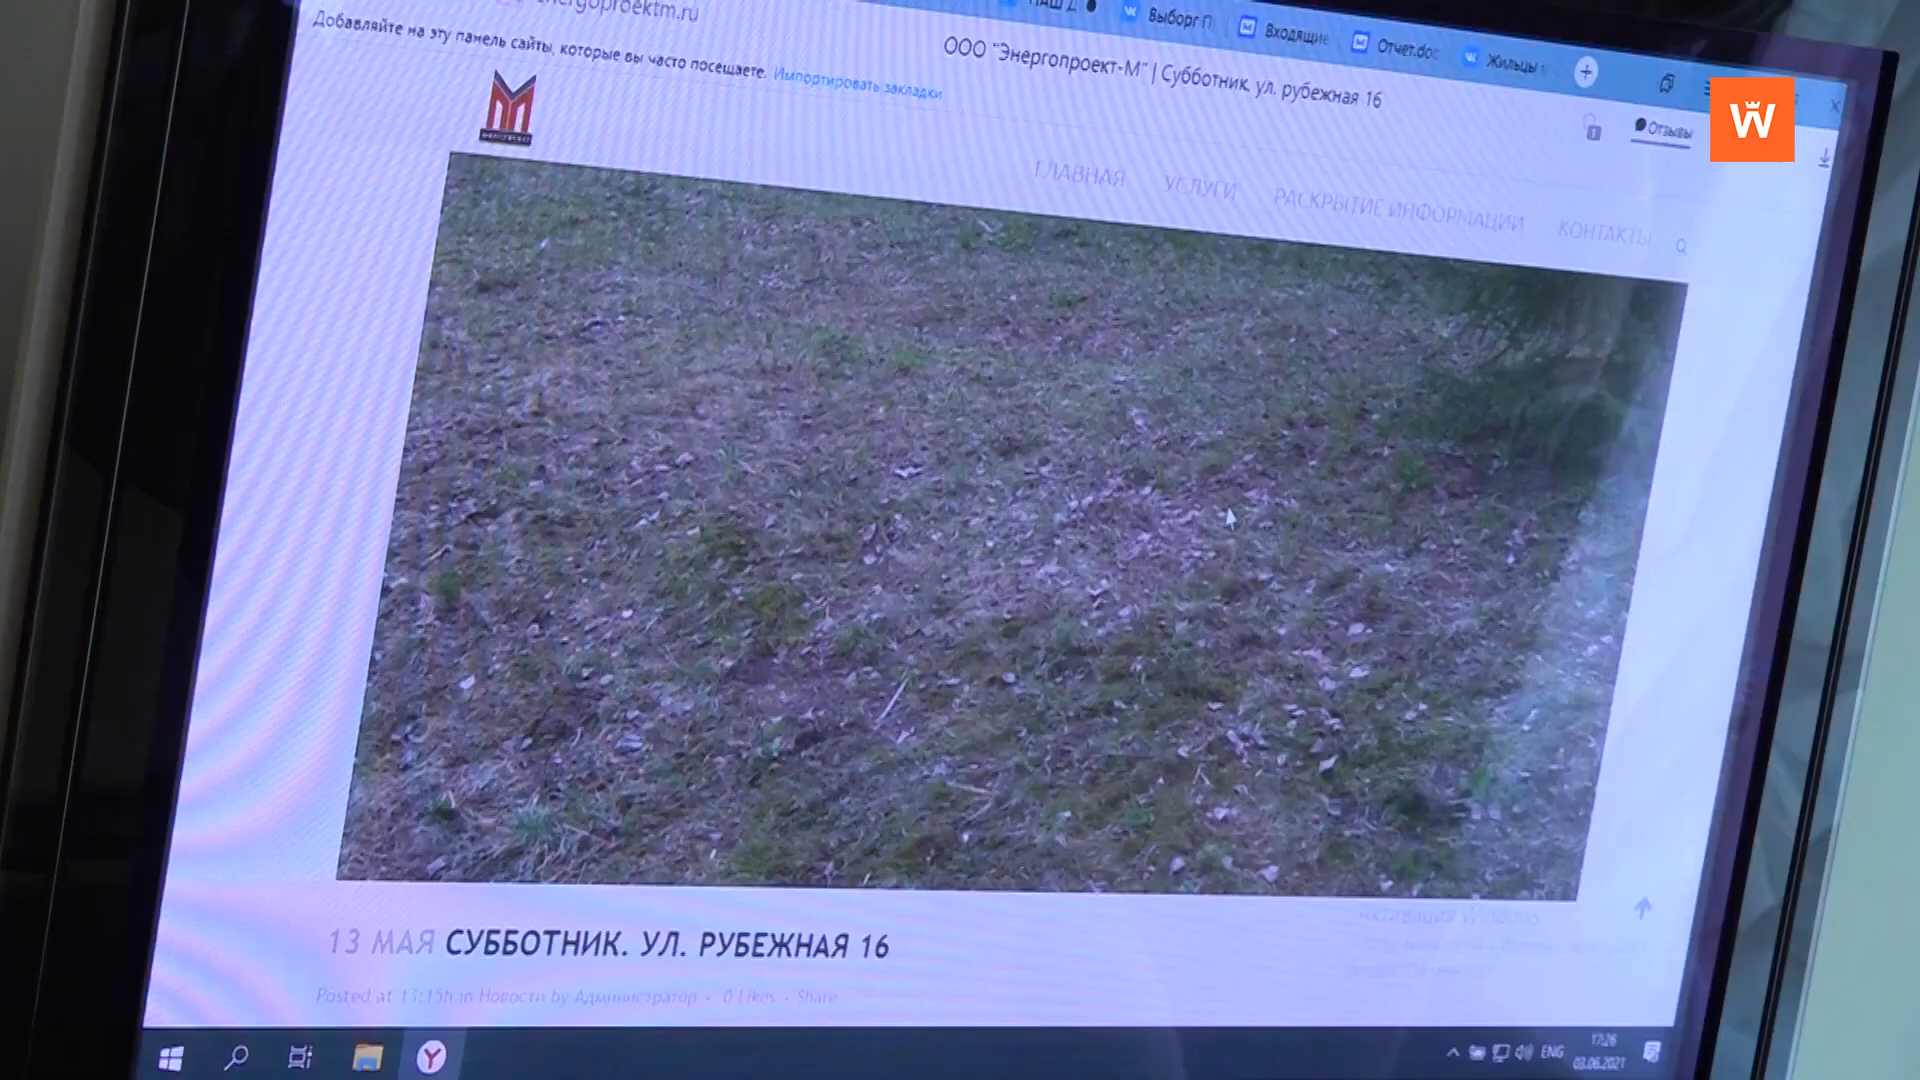 Выборг П
Входящие
Отчет.doc
Жильцы
Добавляйте на эту панель сайты, которые вы часто посещаете. Импортировать закладки
ООО "Энергопроект-М" | Субботник, ул. рубежная 16
Отзывы
W
ГЛАВНАЯ УСЛУГИ РАСКРЫТИЕ ИНФОРМАЦИИ КОНТАКТЫ
13 МАЯ СУББОТНИК. УЛ. РУБЕЖНАЯ 16
Активация Windows
Posted at 13:15h in Новости by Администратор · 0 Likes · Share
ENG
17:26
03.06.2021